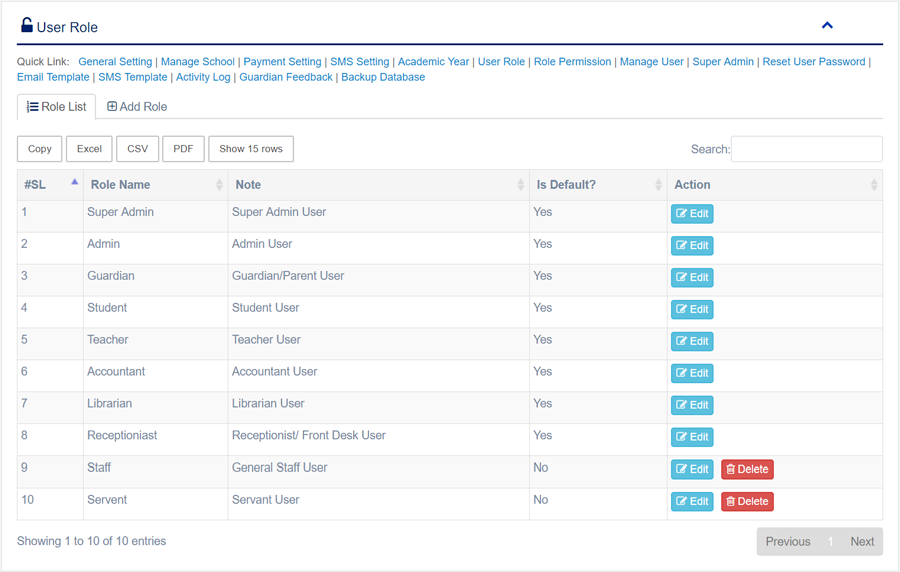 User Role
Quick Link: General Setting | Manage School | Payment Setting | SMS Setting | Academic Year | User Role | Role Permission | Manage User | Super Admin | Reset User Password |
Email Template | SMS Template | Activity Log | Guardian Feedback | Backup Database
Role List Add Role
Copy Excel CSV PDF Show 15 rows Search:
#SL Role Name Note Is Default? Action
1 Super Admin Super Admin User Yes Edit
2 Admin Admin User Yes Edit
3 Guardian Guardian/Parent User Yes Edit
4 Student Student User Yes Edit
5 Teacher Teacher User Yes Edit
6 Accountant Accountant User Yes Edit
7 Librarian Librarian User Yes Edit
8 Receptioniast Receptionist/ Front Desk User Yes Edit
9 Staff General Staff User No Edit Delete
10 Servent Servant User No Edit Delete
Showing 1 to 10 of 10 entries Previous 1 Next